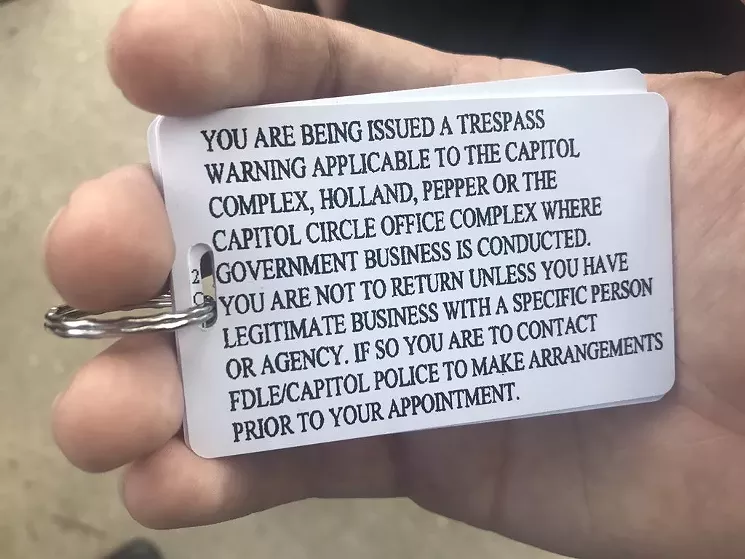 YOU ARE BEING ISSUED A TRESPASS
WARNING APPLICABLE TO THE CAPITOL
COMPLEX, HOLLAND, PEPPER OR THE
CAPITOL CIRCLE OFFICE COMPLEX WHERE
GOVERNMENT BUSINESS IS CONDUCTED.
YOU ARE NOT TO RETURN UNLESS YOU HAVE
LEGITIMATE BUSINESS WITH A SPECIFIC PERSON
OR AGENCY. IF SO YOU ARE TO CONTACT
FDLE/CAPITOL POLICE TO MAKE ARRANGEMENTS
PRIOR TO YOUR APPOINTMENT.